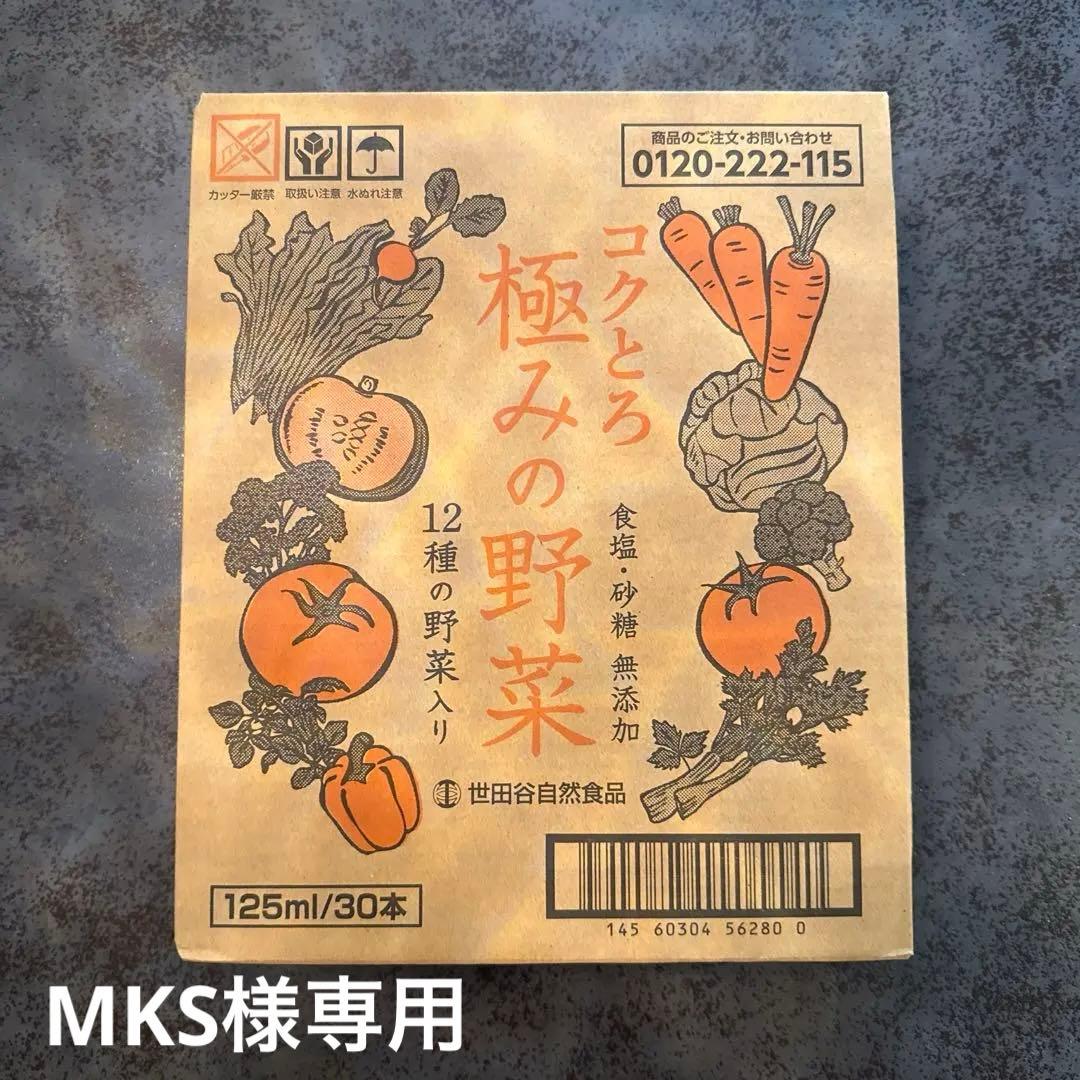 カッター厳禁
取扱い注意
水ぬれ注意
商品のご注文・お問い合わせ
0120-222-115
コクとろ
極みの野菜
食塩・砂糖 無添加
12種の野菜入り
世田谷自然食品
125ml/30本
145 60304 56280 0
MKS様専用